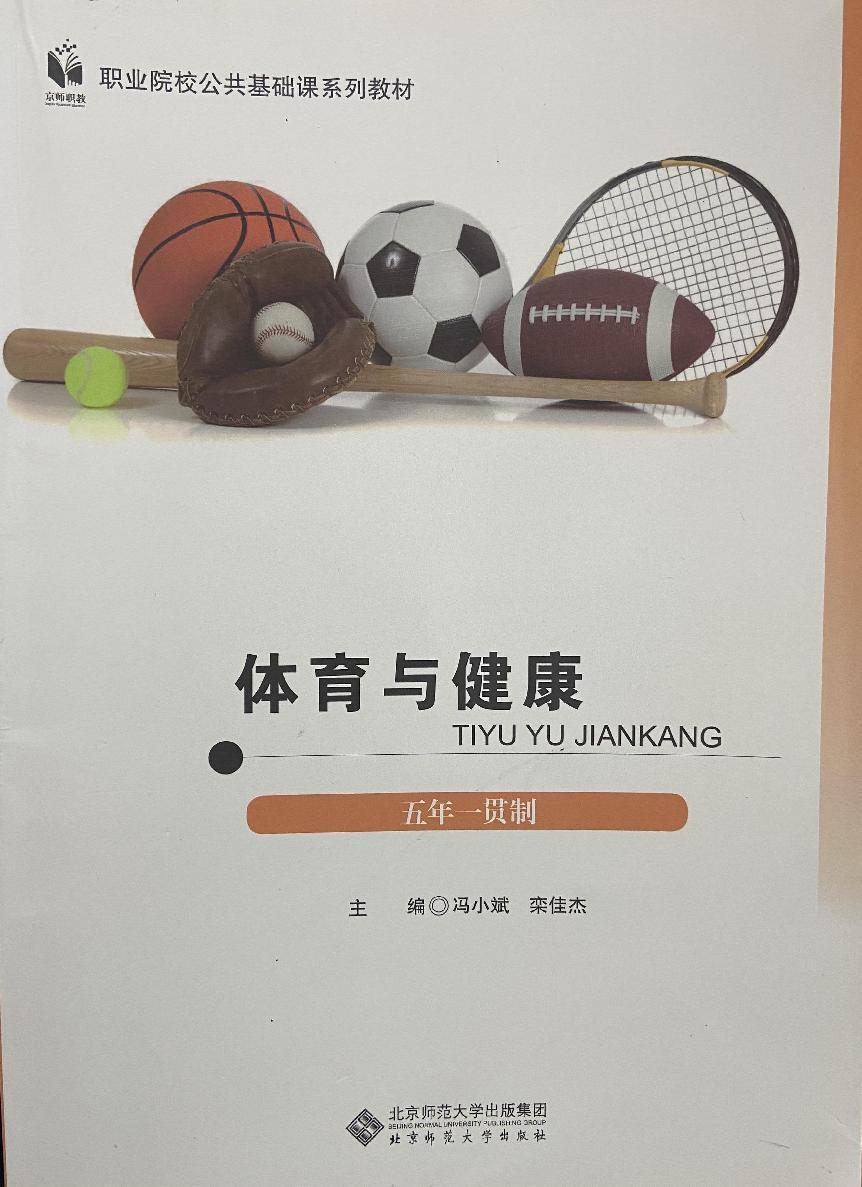 职业院校公共基础课系列教材
京师职教
体育与健康
TIYU YU JIANKANG
五年一贯制
主 编◎冯小斌 栾佳杰
北京师范大学出版集团
BEIJING NORMAL UNIVERSITY PUBLISHING GROUP
北京师范大学出版社